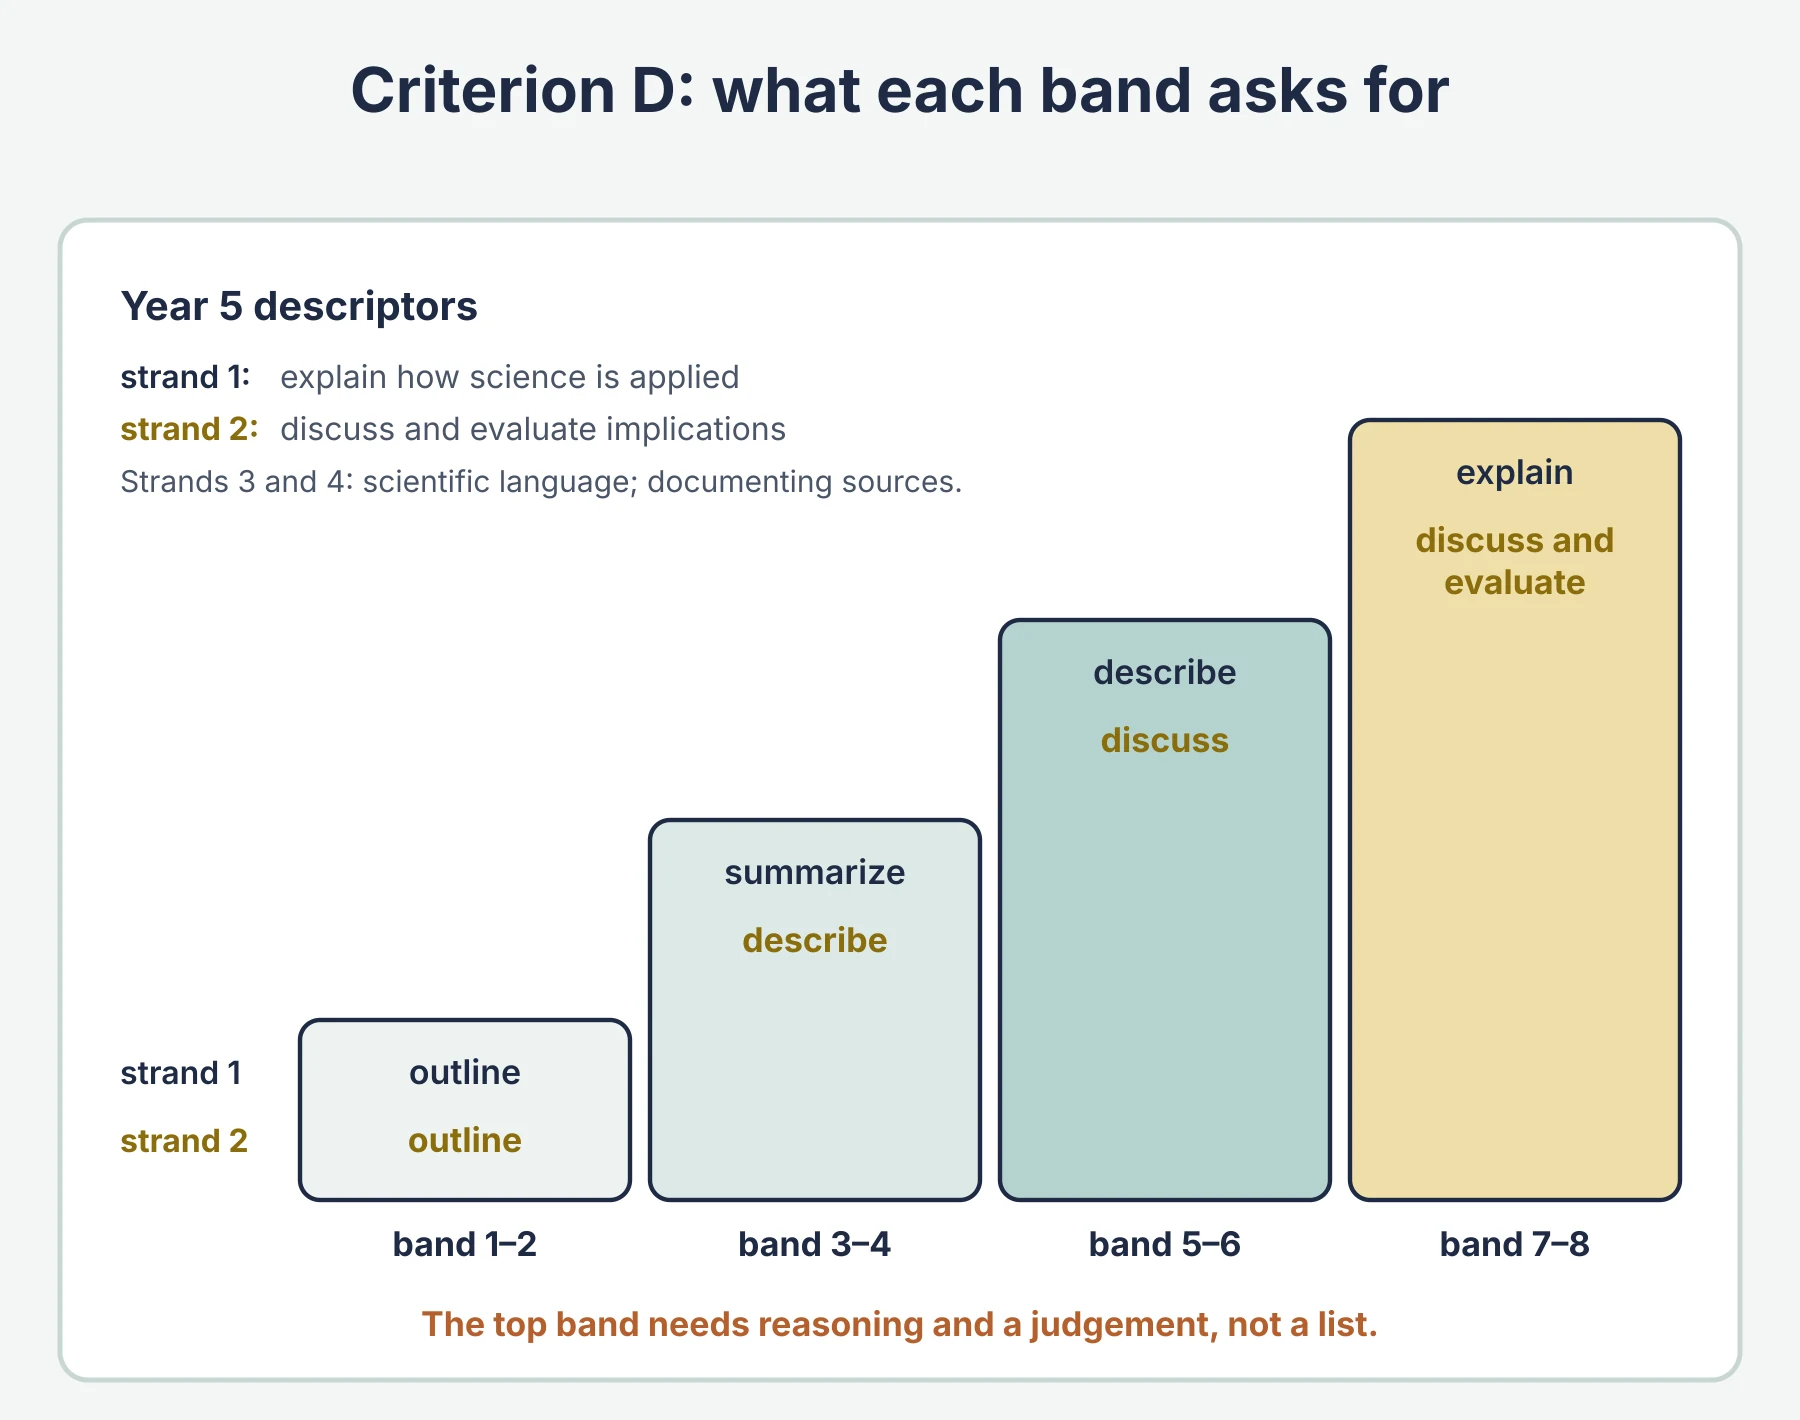 Criterion D: what each band asks for
Year 5 descriptors
strand 1: explain how science is applied
strand 2: discuss and evaluate implications
Strands 3 and 4: scientific language; documenting sources.
explain
discuss and
evaluate
describe
discuss
summarize
describe
strand 1 outline
strand 2 outline
band 1–2 band 3–4 band 5–6 band 7–8
The top band needs reasoning and a judgement, not a list.